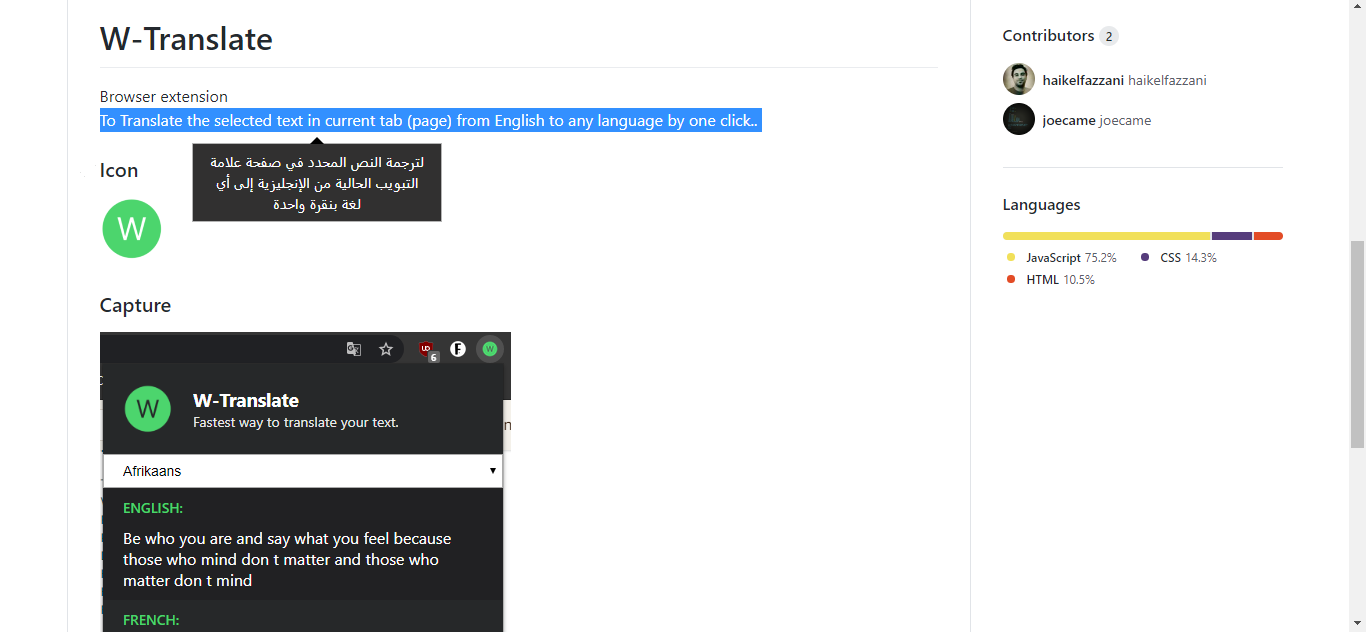 W-Translate
Browser extension
To Translate the selected text in current tab (page) from English to any language by one click..
لترجمة النص المحدد في صفحة علامة
التبويب الحالية من الإنجليزية إلى أي
لغة بنقرة واحدة
Icon
W
Capture
UD
6
F
W
W
W-Translate
Fastest way to translate your text.
Afrikaans
ENGLISH:
Be who you are and say what you feel because
those who mind don t matter and those who
matter don t mind
FRENCH:
Contributors 2
haikelfazzani haikelfazzani
joecame joecame
Languages
JavaScript 75.2%
CSS 14.3%
HTML 10.5%